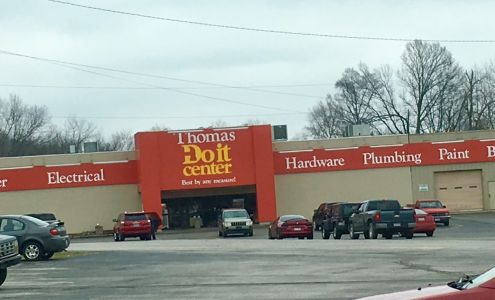 Thomas
Do it
center
Best by any measure!
Electrical
Hardware Plumbing Paint